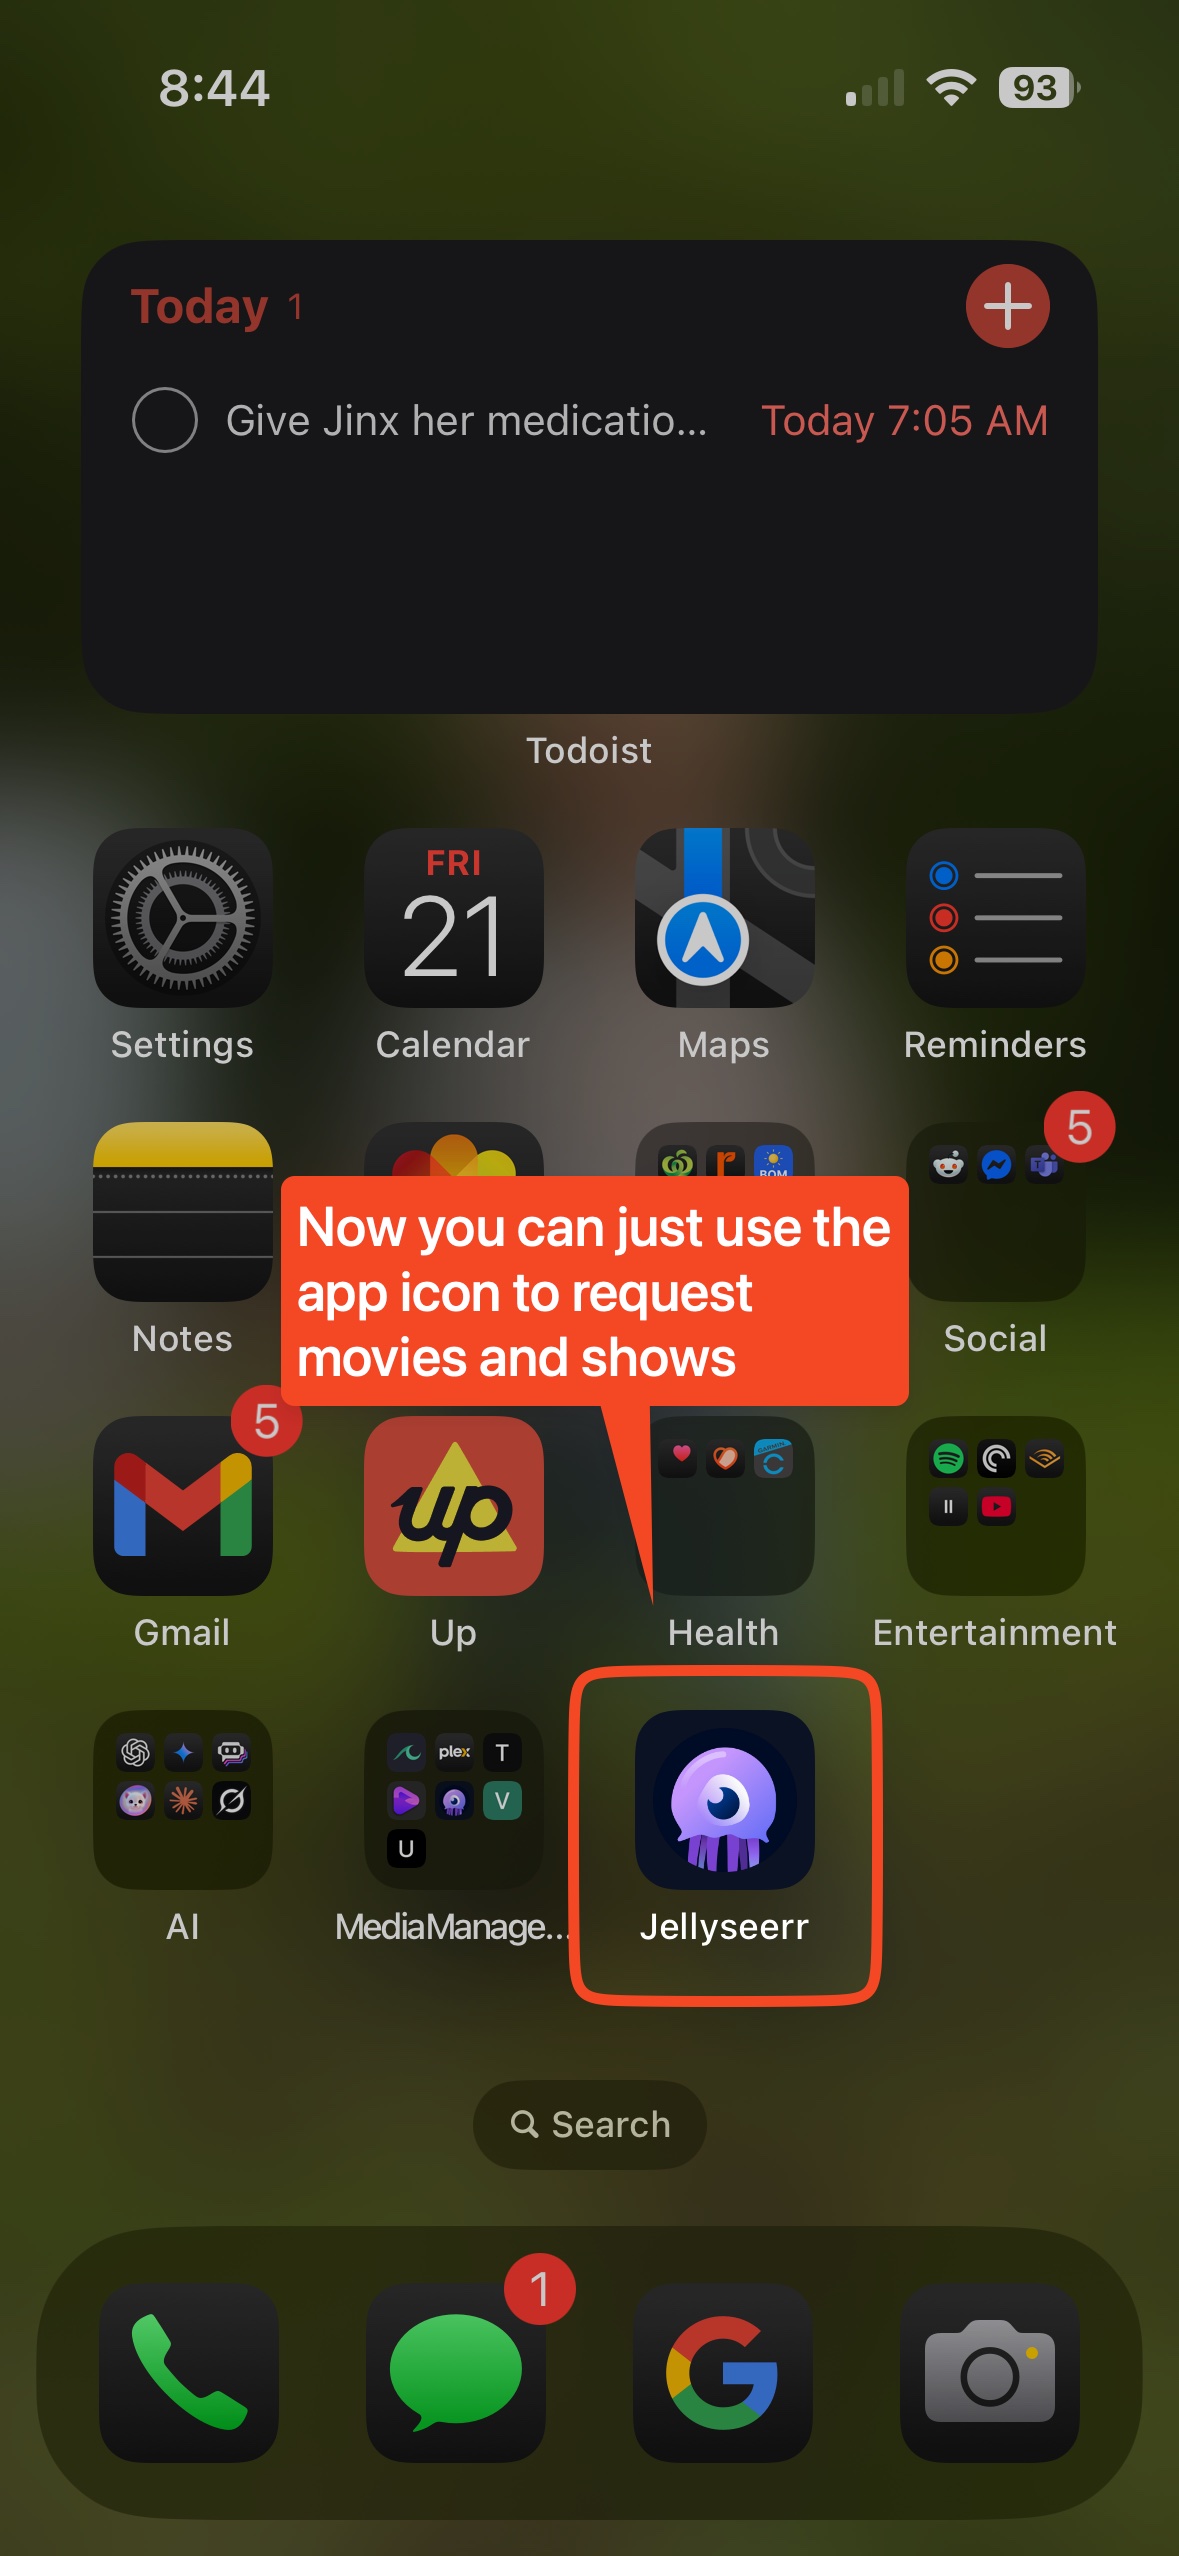 8:44
93
Today 1
Give Jinx her medicatio... Today 7:05 AM
Todoist
FRI
21
Settings
Calendar
Maps
Reminders
BOM
5
Now you can just use the
app icon to request
movies and shows
Notes
Social
5
up
GARMIN
Gmail
Up
Health
Entertainment
plex
T
V
U
AI
MediaManage...
Jellyseerr
Search
1